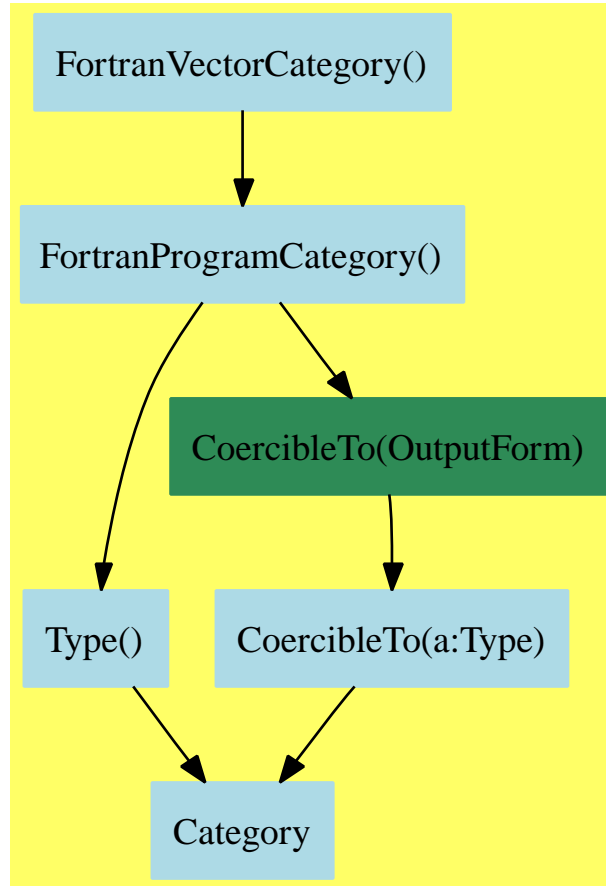 FortranVectorCategory()
FortranProgramCategory()
CoercibleTo(OutputForm)
Type()
CoercibleTo(a:Type)
Category